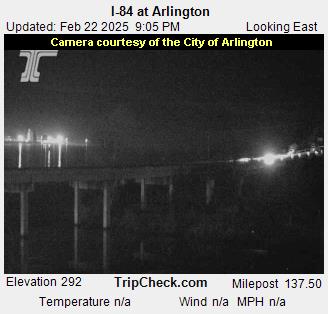 I-84 at Arlington
Updated: Feb 22 2025 9:05 PM Looking East
Camera courtesy of the City of Arlington
Elevation 292 TripCheck.com Milepost 137.50
Temperature n/a Wind n/a MPH n/a